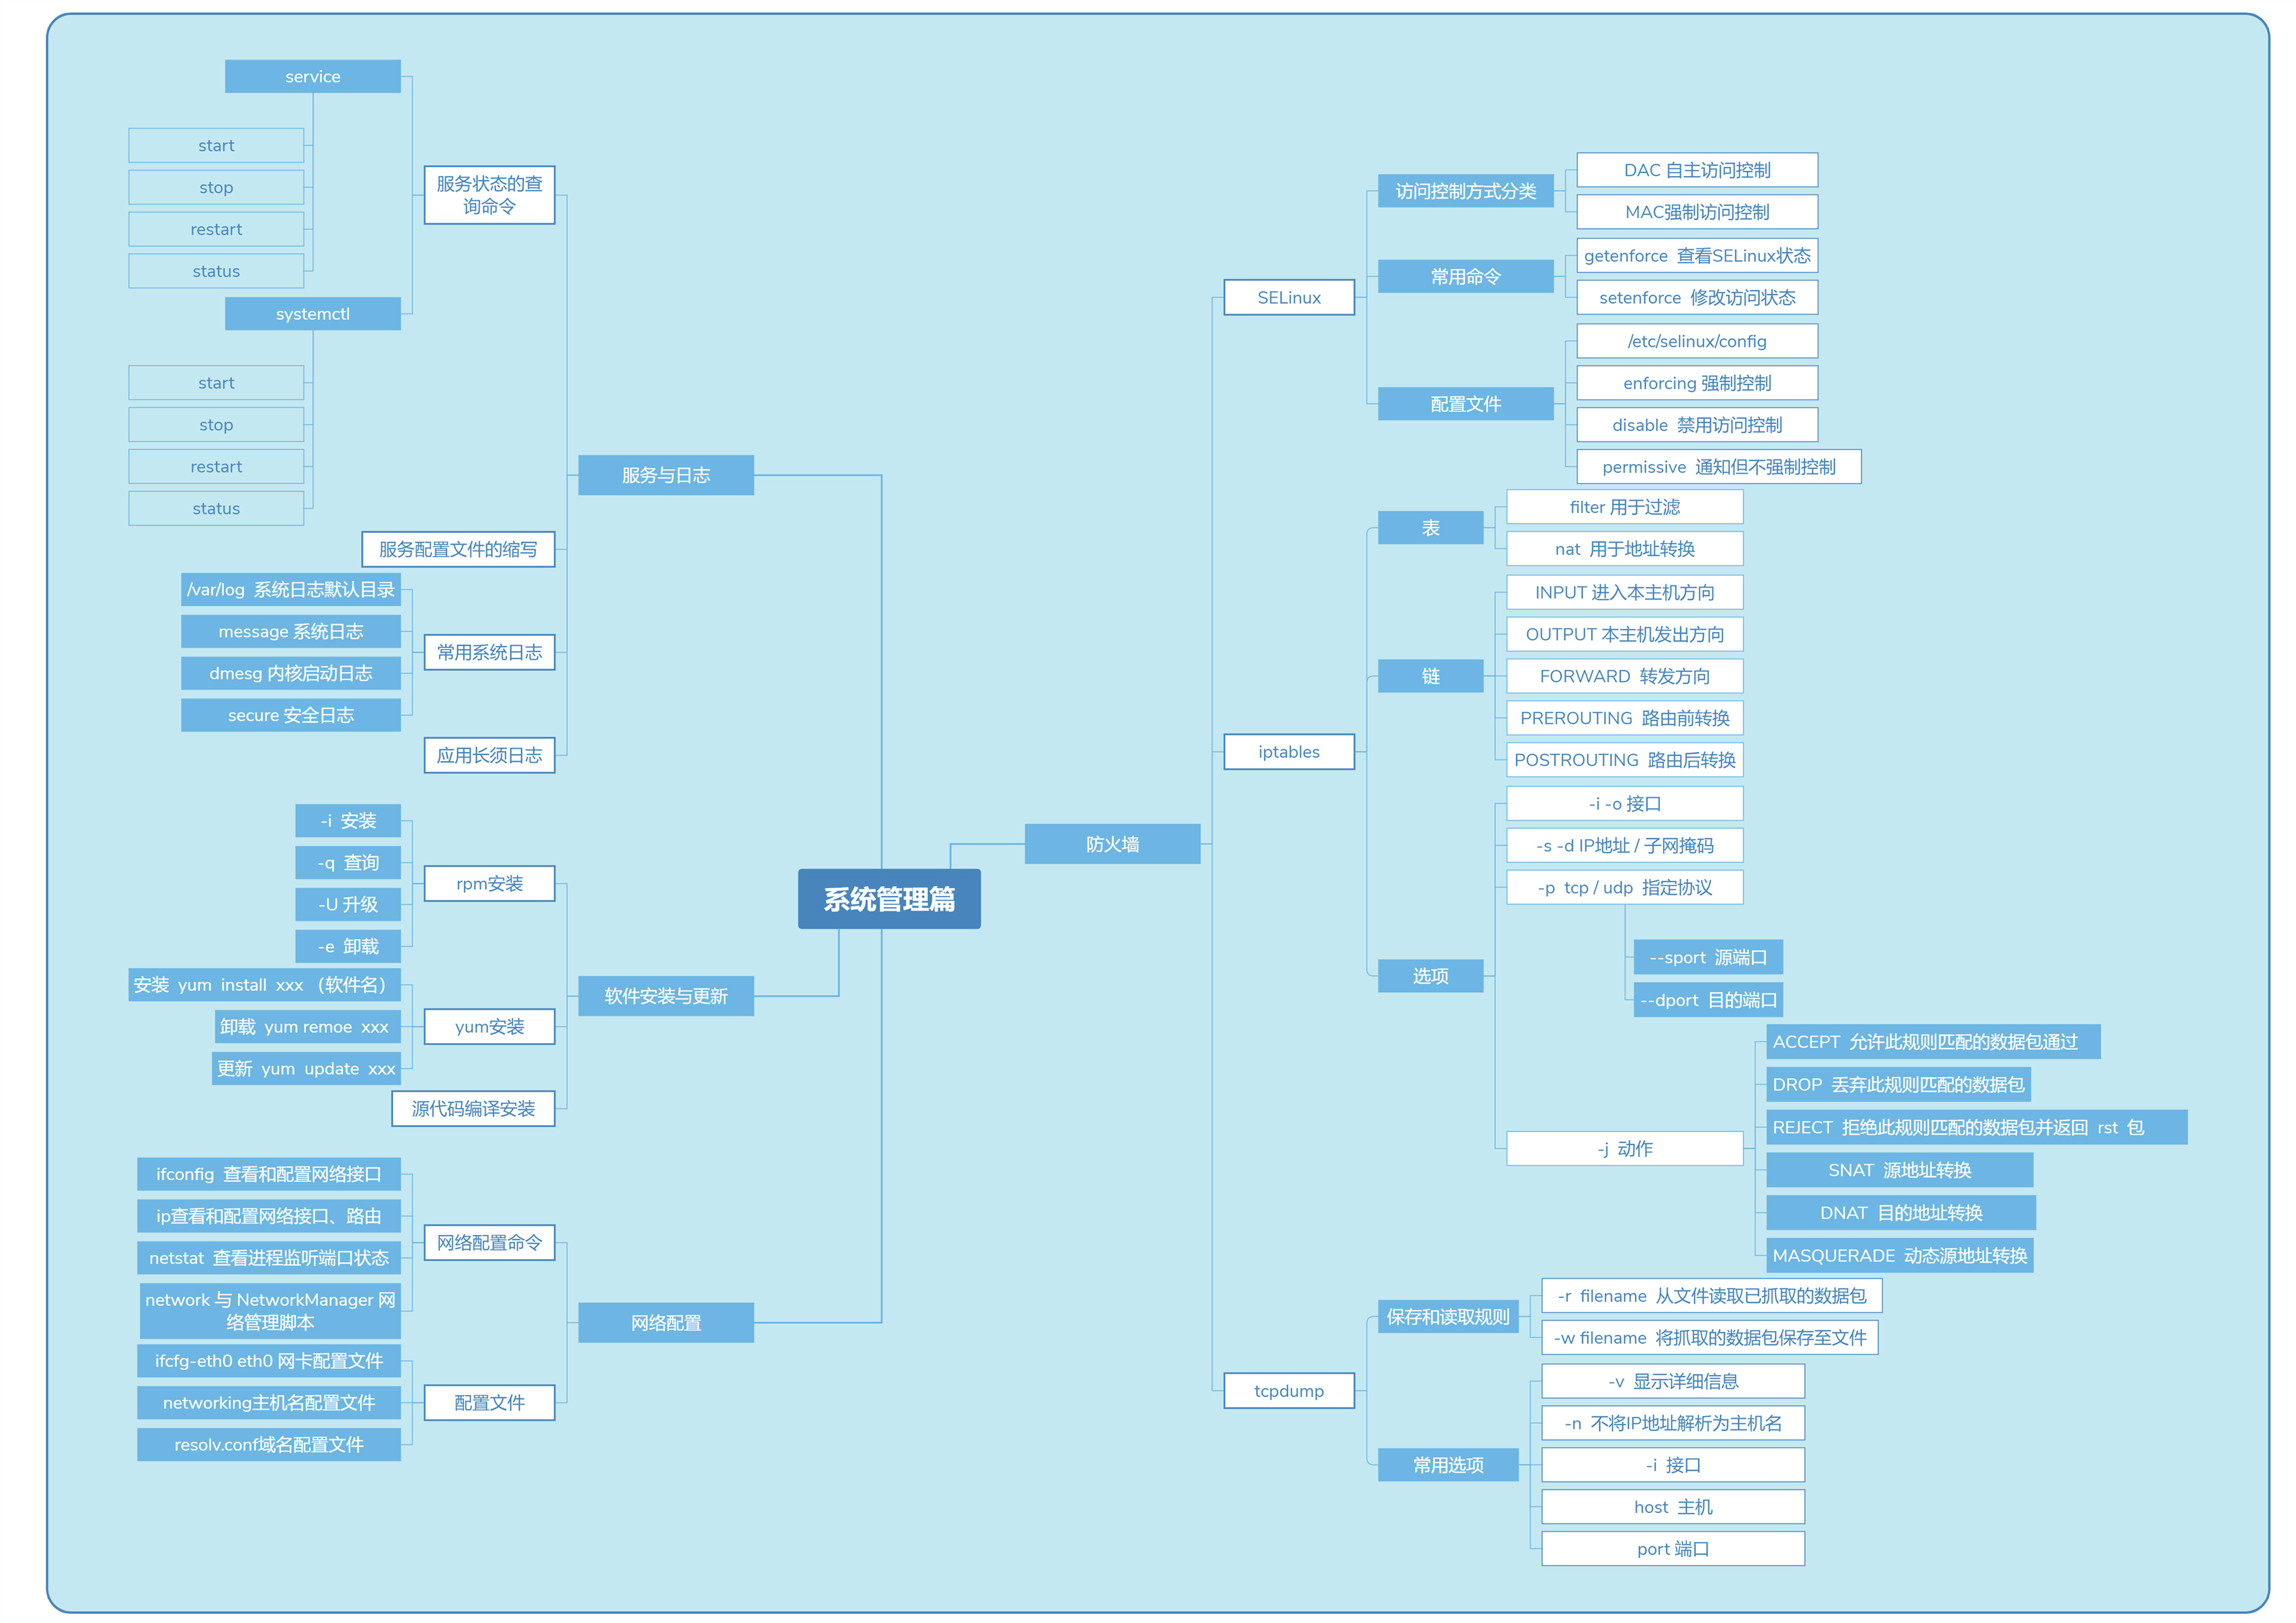 系统管理篇
服务与日志
服务状态的查
询命令
service
start
stop
restart
status
systemctl
start
stop
restart
status
服务配置文件的缩写
常用系统日志
/var/log 系统日志默认目录
message 系统日志
dmesg 内核启动日志
secure 安全日志
应用长须日志
软件安装与更新
rpm安装
-i 安装
-q 查询
-U 升级
-e 卸载
yum安装
安装 yum install xxx （软件名）
卸载 yum remoe xxx
更新 yum update xxx
源代码编译安装
网络配置
网络配置命令
ifconfig 查看和配置网络接口
ip查看和配置网络接口、路由
netstat 查看进程监听端口状态
network 与 NetworkManager 网
络管理脚本
配置文件
ifcfg-eth0 eth0 网卡配置文件
networking主机名配置文件
resolv.conf域名配置文件
防火墙
SELinux
访问控制方式分类
DAC 自主访问控制
MAC强制访问控制
常用命令
getenforce 查看SELinux状态
setenforce 修改访问状态
配置文件
/etc/selinux/config
enforcing 强制控制
disable 禁用访问控制
permissive 通知但不强制控制
iptables
表
filter 用于过滤
nat 用于地址转换
链
INPUT 进入本主机方向
OUTPUT 本主机发出方向
FORWARD 转发方向
PREROUTING 路由前转换
POSTROUTING 路由后转换
选项
-i -o 接口
-s -d IP地址 / 子网掩码
-p tcp / udp 指定协议
--sport 源端口
--dport 目的端口
-j 动作
ACCEPT 允许此规则匹配的数据包通过
DROP 丢弃此规则匹配的数据包
REJECT 拒绝此规则匹配的数据包并返回 rst 包
SNAT 源地址转换
DNAT 目的地址转换
MASQUERADE 动态源地址转换
tcpdump
保存和读取规则
-r filename 从文件读取已抓取的数据包
-w filename 将抓取的数据包保存至文件
常用选项
-v 显示详细信息
-n 不将IP地址解析为主机名
-i 接口
host 主机
port 端口